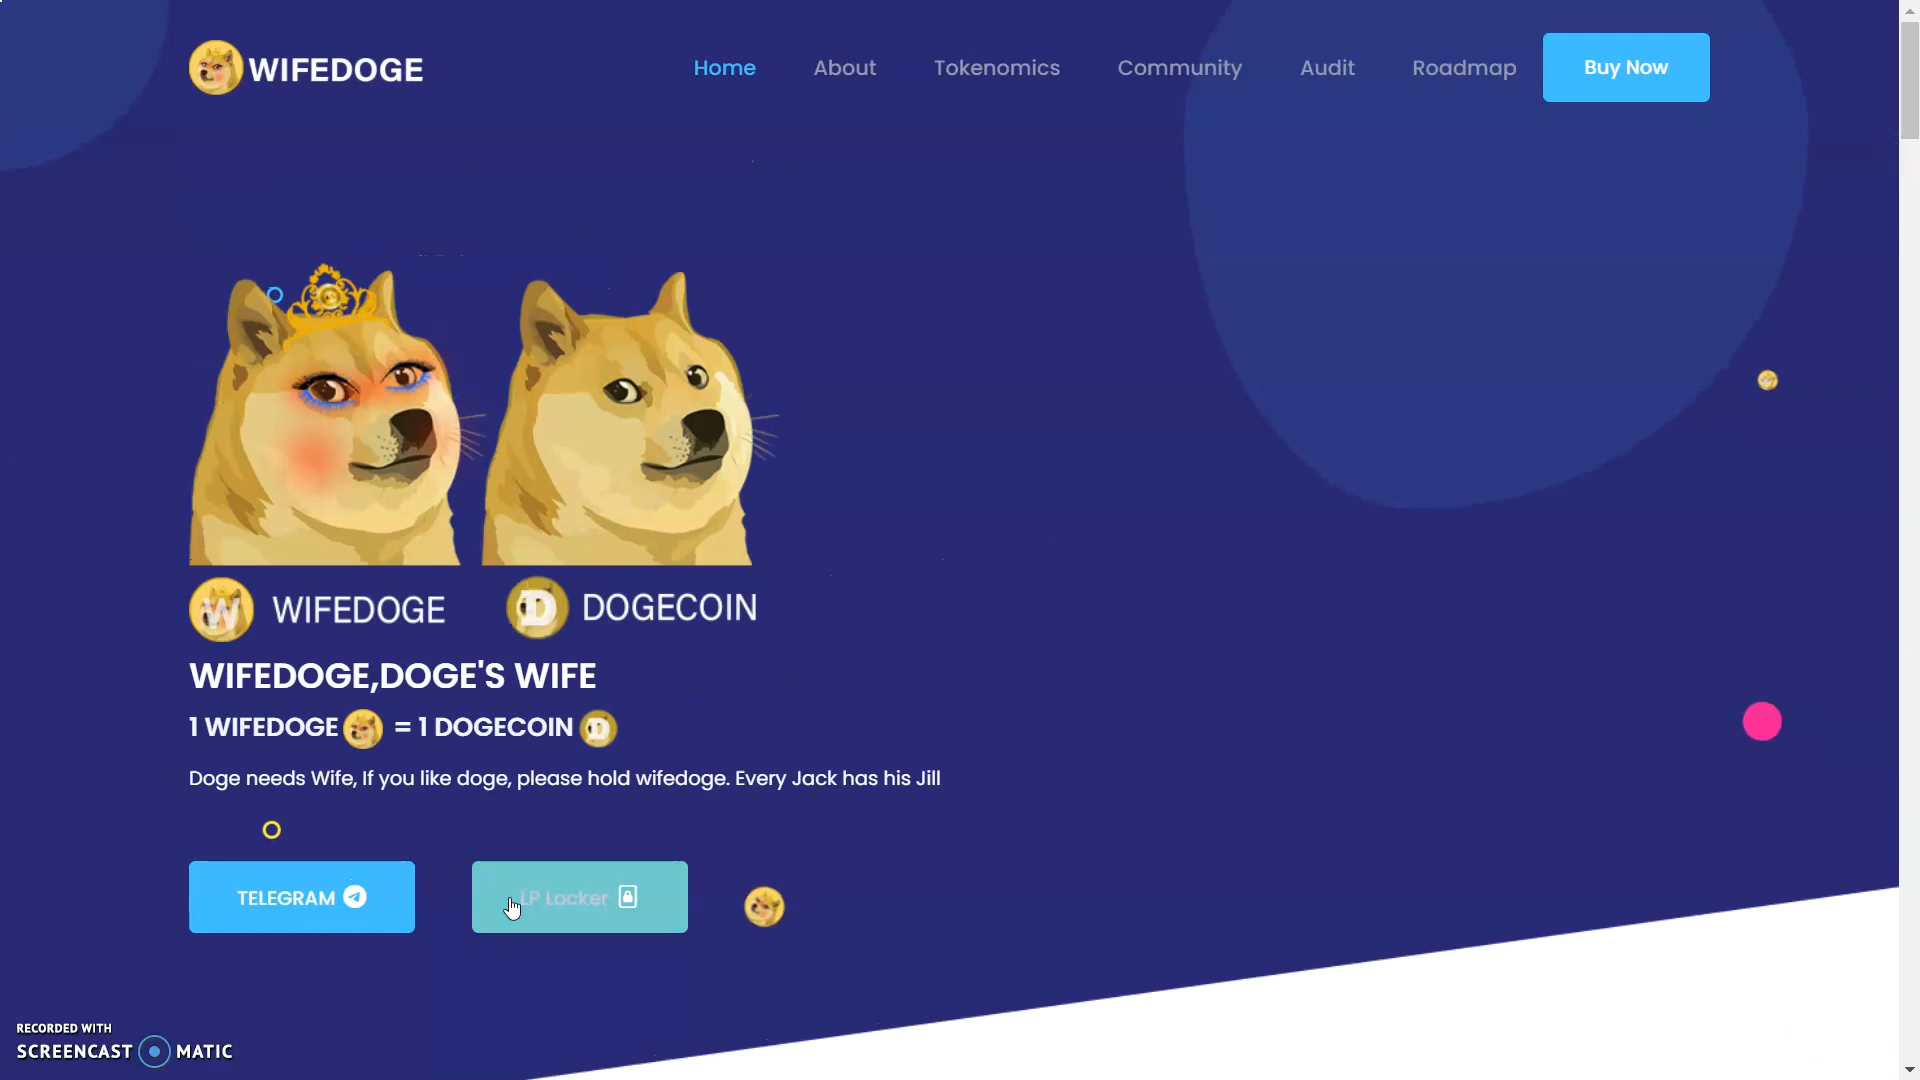 WIFEDOGE
Home About Tokenomics Community Audit Roadmap Buy Now
W WIFEDOGE D DOGECOIN
WIFEDOGE,DOGE'S WIFE
1 WIFEDOGE = 1 DOGECOIN D
Doge needs Wife, If you like doge, please hold wifedoge. Every Jack has his Jill
TELEGRAM LP Locker
RECORDED WITH
SCREENCAST MATIC